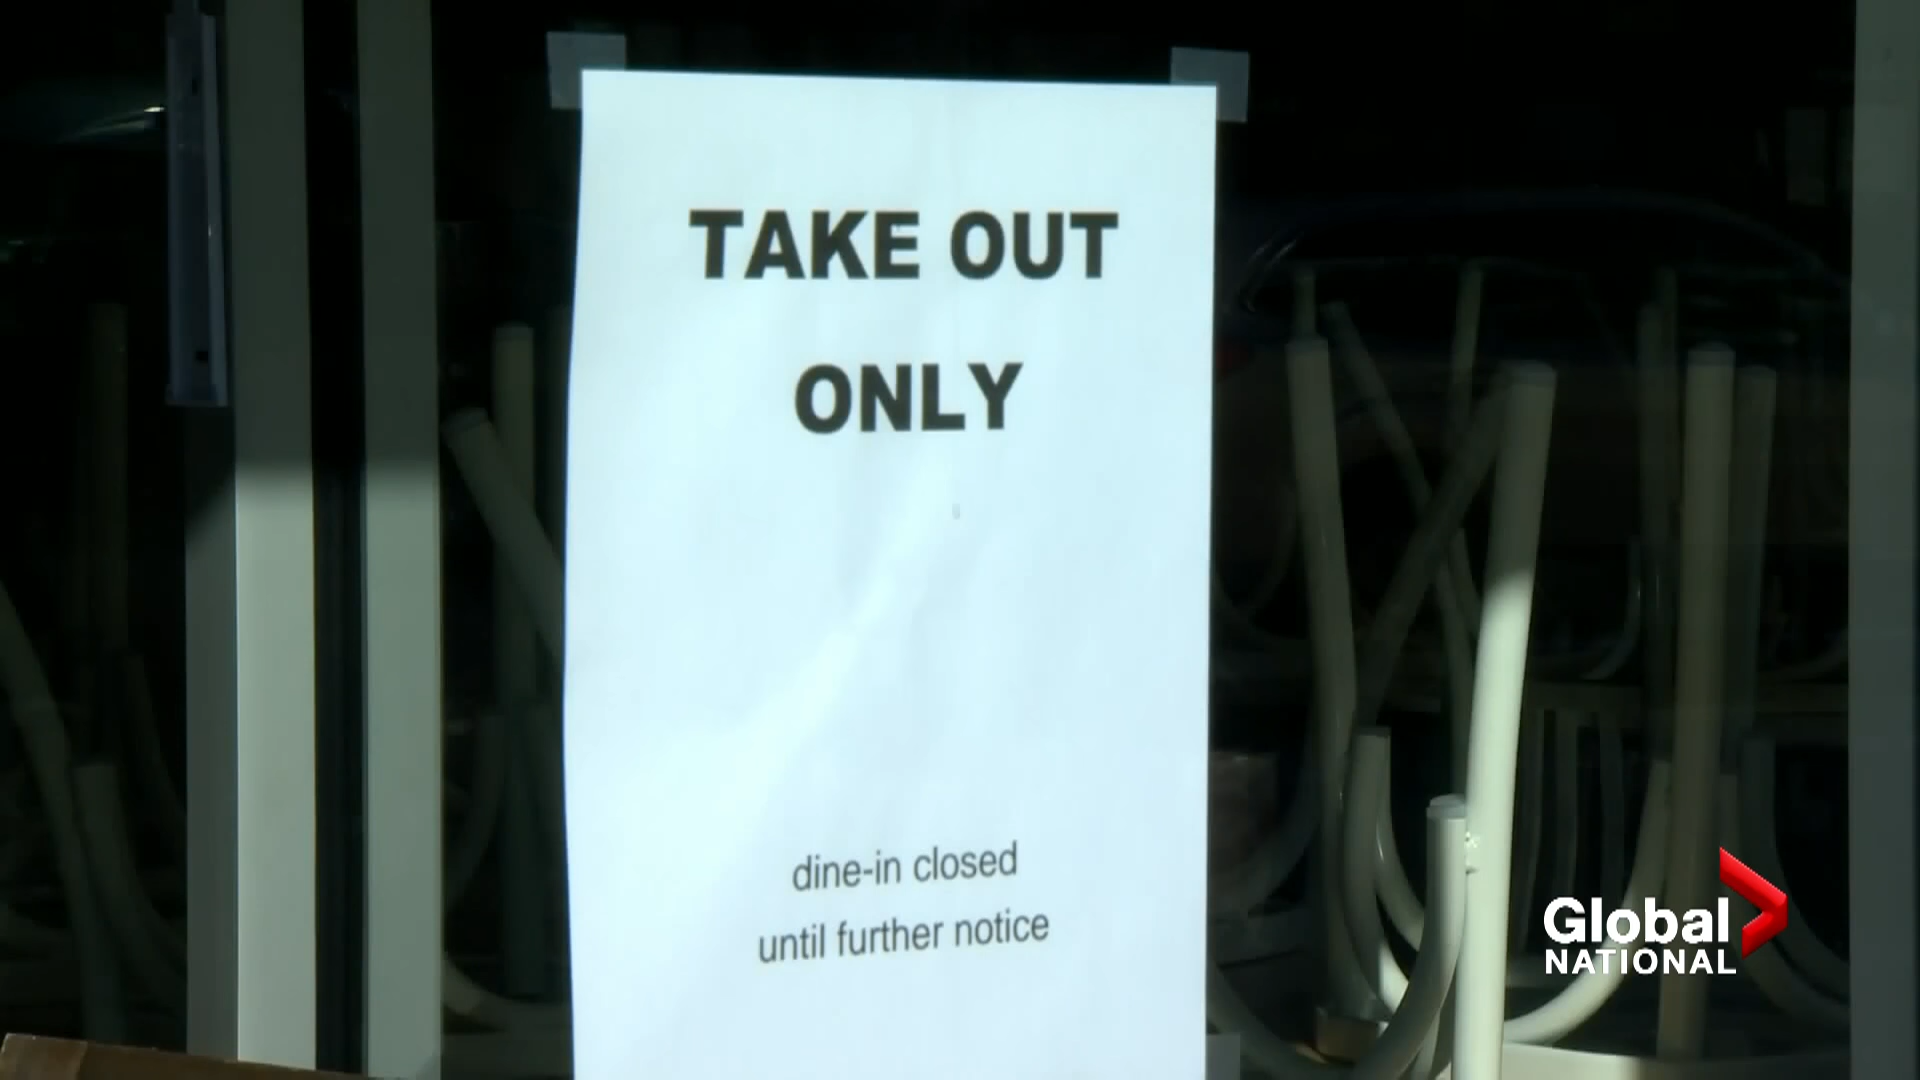 TAKE OUT
ONLY
dine-in closed
until further notice
Global
NATIONAL